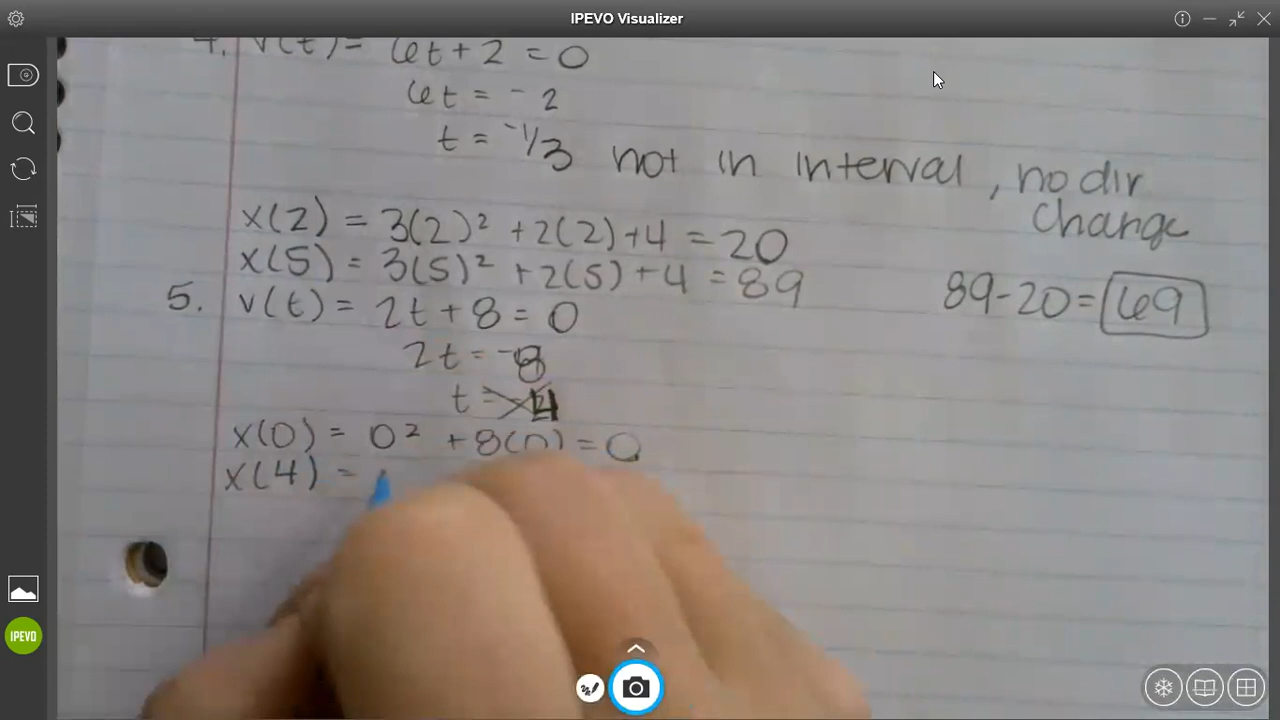 IPEVO Visualizer
4. v(t) = 6t + 2 = 0
6t = -2
t = -1/3 not in interval, no dir change
x(2) = 3(2)² + 2(2) + 4 = 20
x(5) = 3(5)² + 2(5) + 4 = 89
89 - 20 = 69
5. v(t) = 2t + 8 = 0
2t = -8
t = -4
x(0) = 0² + 8(0) = 0
x(4) =
IPEVO